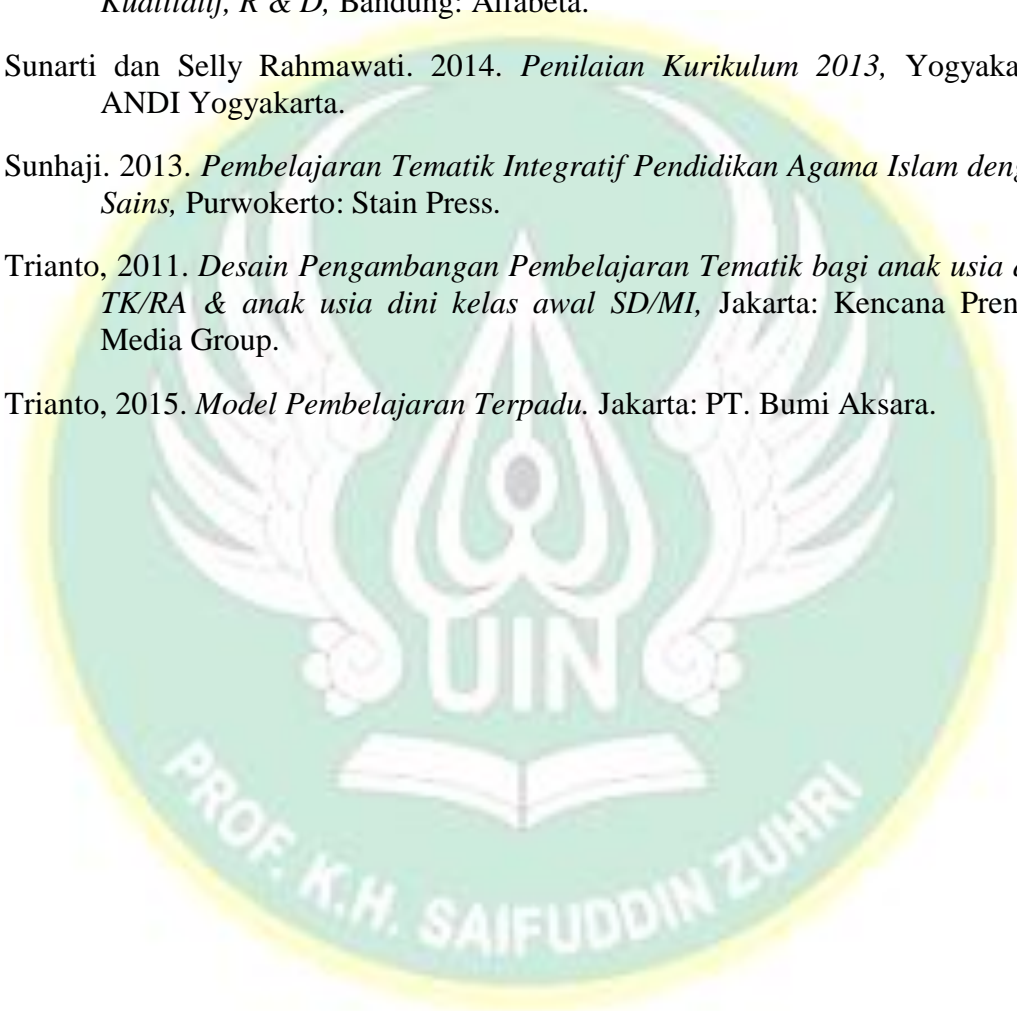 R & D, Bandung: Alfabeta.
Sunarti dan Selly Rahmawati. 2014. Penilaian Kurikulum 2013, Yogyaka
ANDI Yogyakarta.
Sunhaji. 2013. Pembelajaran Tematik Integratif Pendidikan Agama Islam deng
Sains, Purwokerto: Stain Press.
Trianto, 2011. Desain Pengambangan Pembelajaran Tematik bagi anak usia
TK/RA & anak usia dini kelas awal SD/MI, Jakarta: Kencana Pren
Media Group.
Trianto, 2015. Model Pembelajaran Terpadu. Jakarta: PT. Bumi Aksara.
UIN
PROF. K.H. SAIFUDDIN ZUHRI